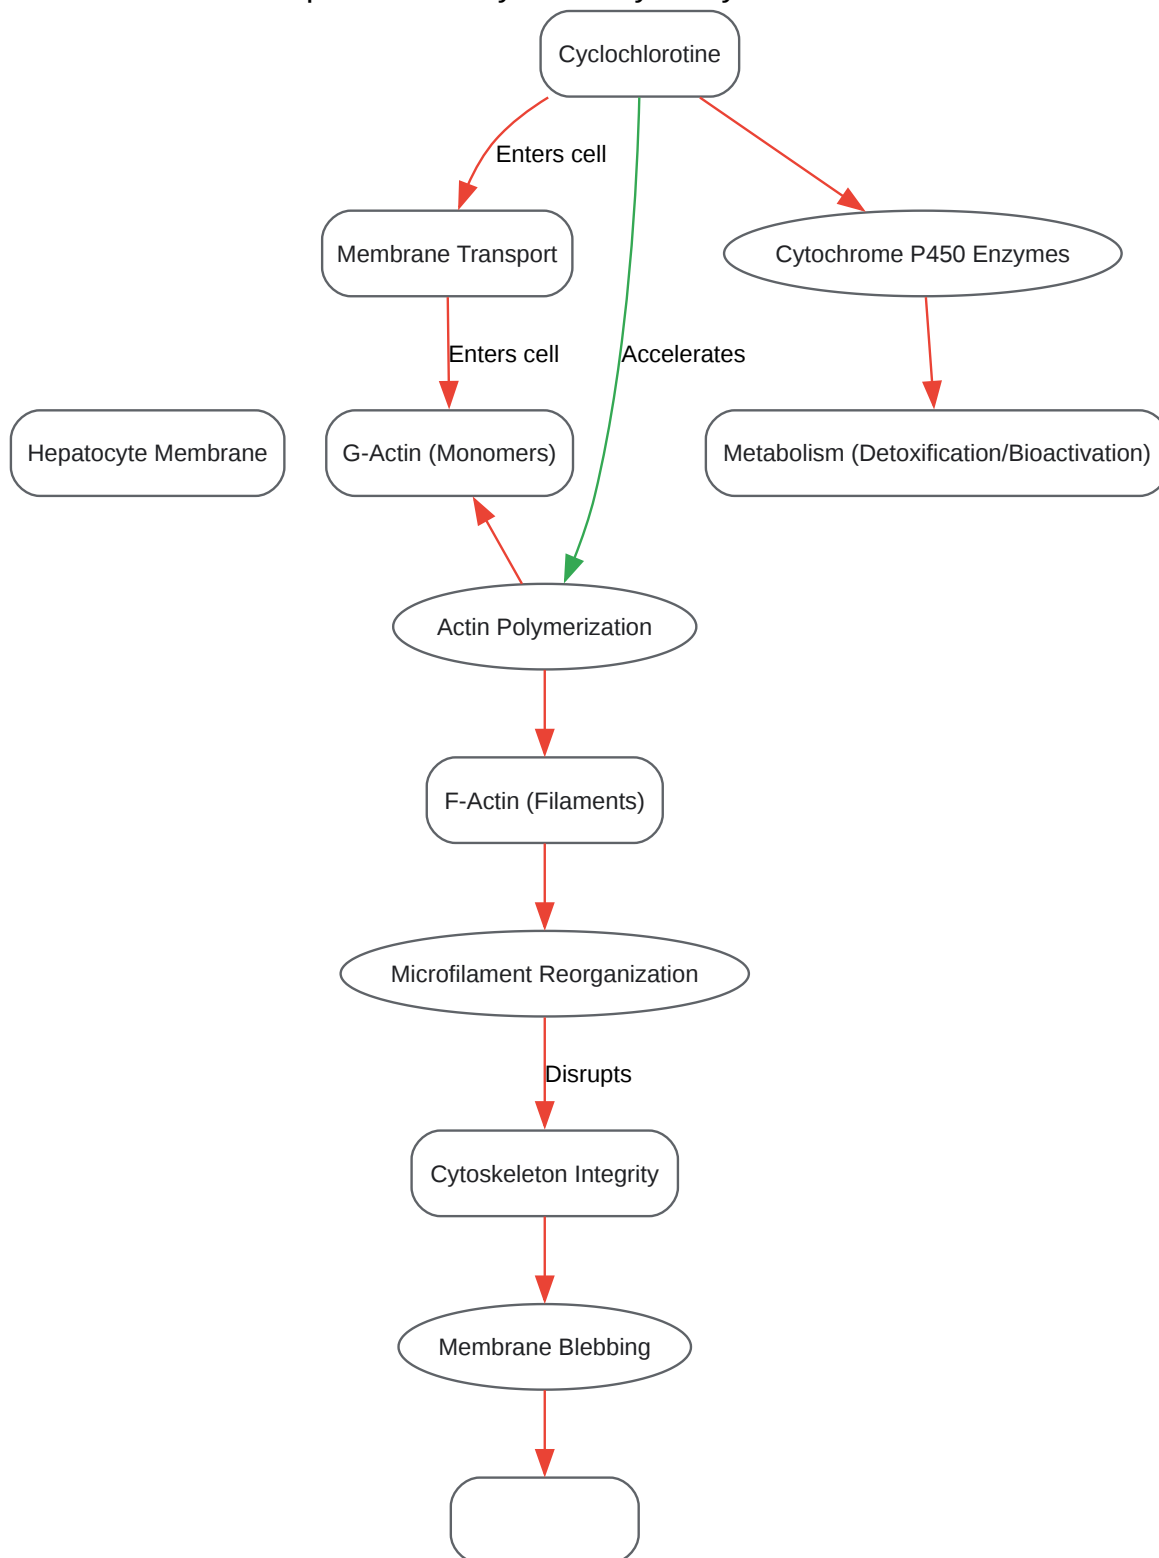 Cyclochlorotine
Enters cell
Membrane Transport
Cytochrome P450 Enzymes
Enters cell
Accelerates
Hepatocyte Membrane
G-Actin (Monomers)
Metabolism (Detoxification/Bioactivation)
Actin Polymerization
F-Actin (Filaments)
Microfilament Reorganization
Disrupts
Cytoskeleton Integrity
Membrane Blebbing